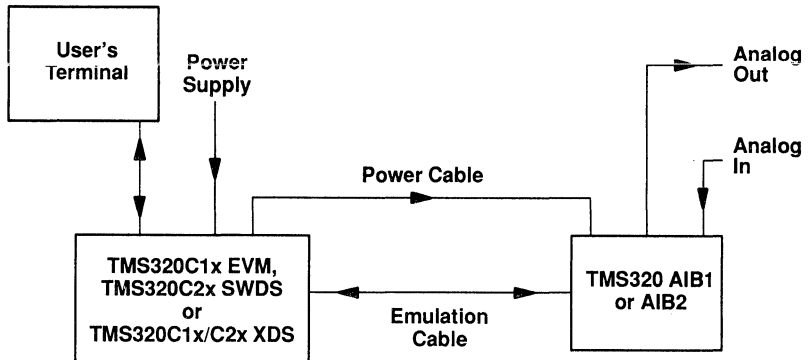 User's
Terminal
Power
Supply
Analog
Out
Analog
In
Power Cable
TMS320C1x EVM,
TMS320C2x SWDS
or
TMS320C1x/C2x XDS
Emulation
Cable
TMS320 AIB1
or AIB2